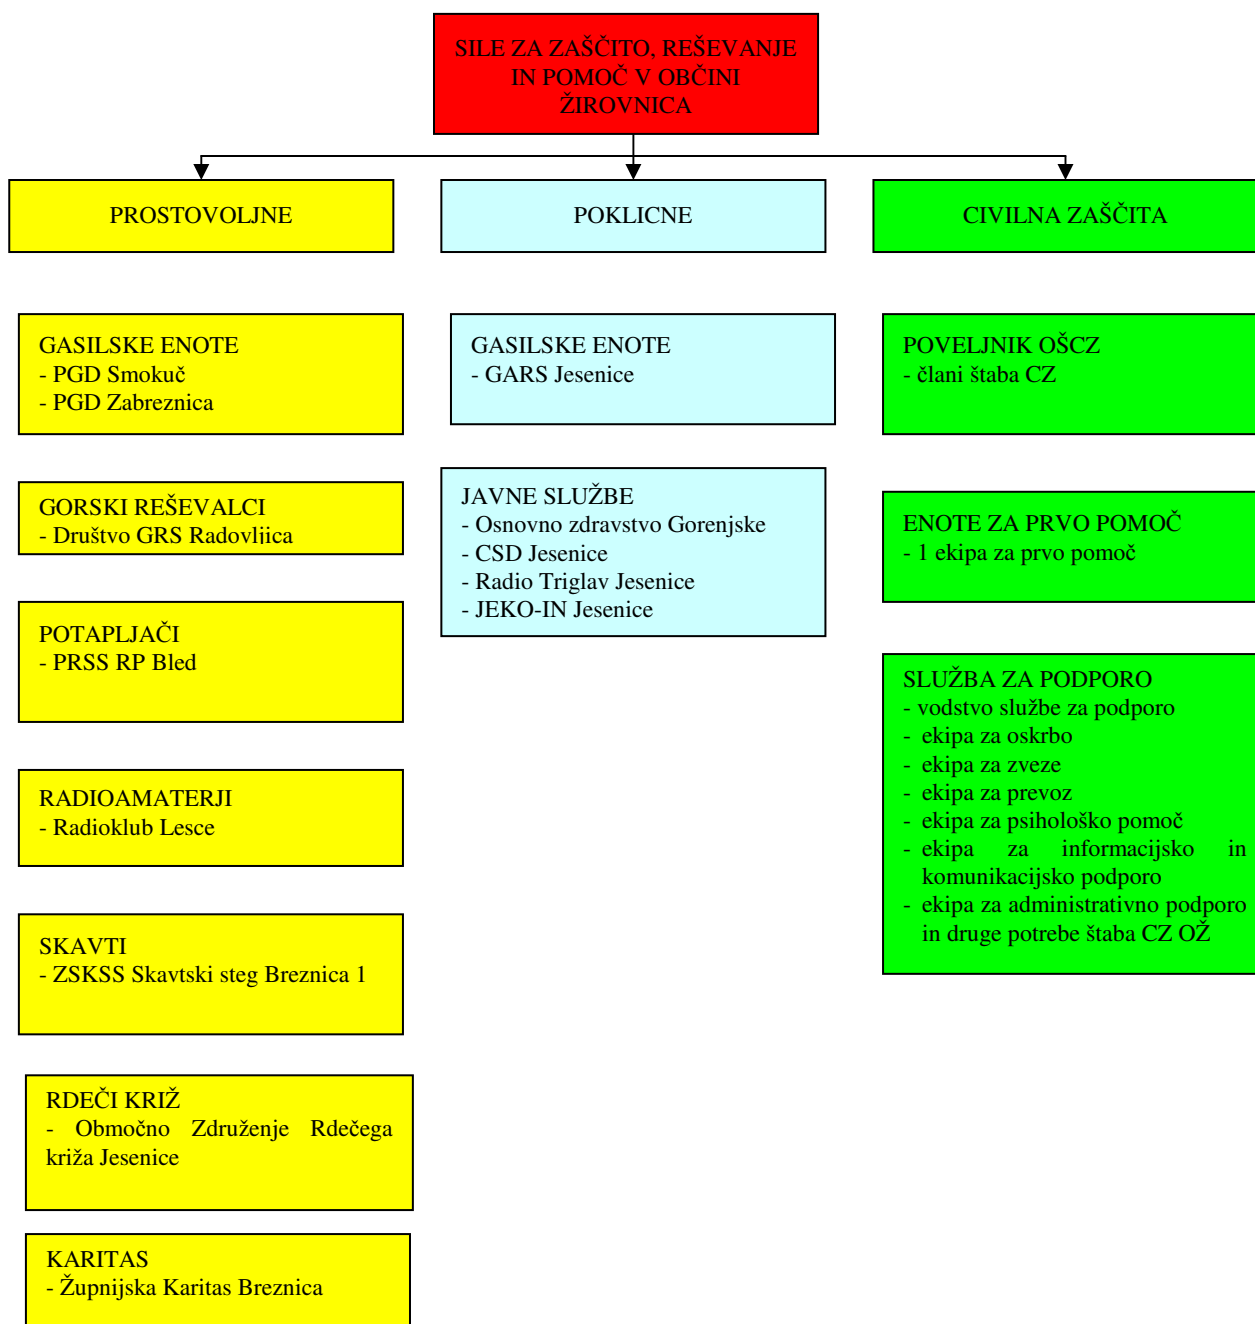 SILE ZA ZAŠČITO, REŠEVANJE
IN POMOČ V OBČINI
ŽIROVNICA
PROSTOVOLJNE
POKLICNE
CIVILNA ZAŠČITA
GASILSKE ENOTE
- PGD Smokuč
- PGD Zabreznica
GORSKI REŠEVALCI
- Društvo GRS Radovljica
POTAPLJAČI
- PRSS RP Bled
RADIOAMATERJI
- Radioklub Lesce
SKAVTI
- ZSKSS Skavtski steg Breznica 1
RDEČI KRIŽ
- Območno Združenje Rdečega
križa Jesenice
KARITAS
- Župnijska Karitas Breznica
GASILSKE ENOTE
- GARS Jesenice
JAVNE SLUŽBE
- Osnovno zdravstvo Gorenjske
- CSD Jesenice
- Radio Triglav Jesenice
- JEKO-IN Jesenice
POVELJNIK OŠCZ
- člani štaba CZ
ENOTE ZA PRVO POMOČ
- 1 ekipa za prvo pomoč
SLUŽBA ZA PODPORO
- vodstvo službe za podporo
- ekipa za oskrbo
- ekipa za zveze
- ekipa za prevoz
- ekipa za psihološko pomoč
- ekipa za informacijsko in
komunikacijsko podporo
- ekipa za administrativno podporo
in druge potrebe štaba CZ OŽ